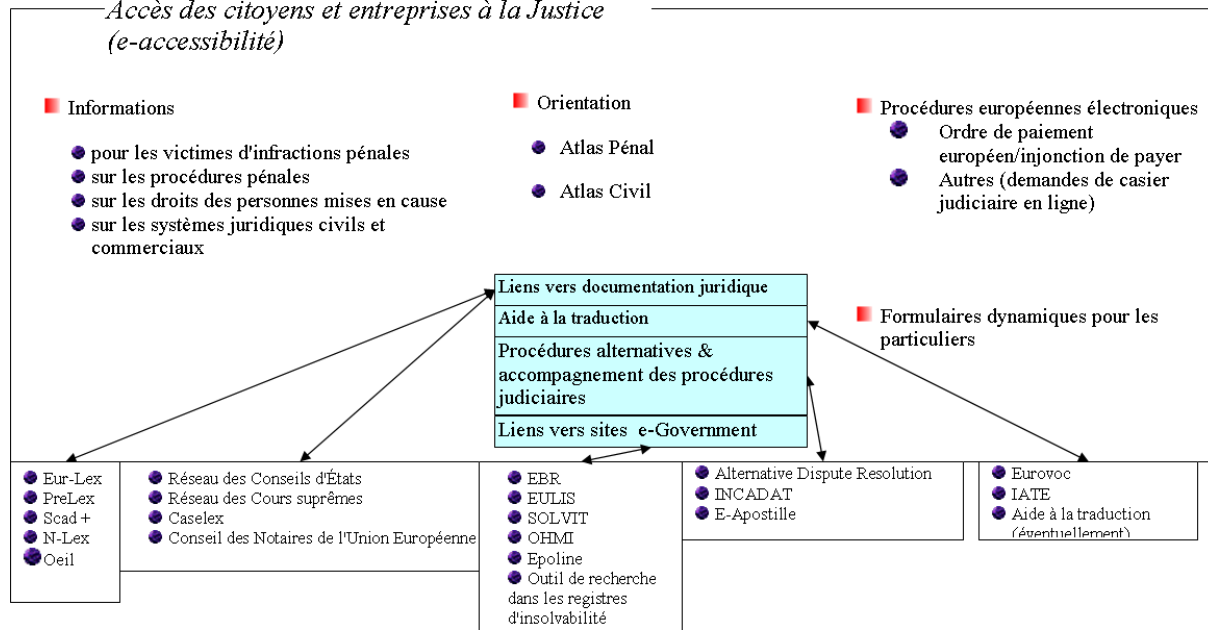 Accès des citoyens et entreprises à la Justice
(e-accessibilité)
Informations
pour les victimes d'infractions pénales
sur les procédures pénales
sur les droits des personnes mises en cause
sur les systèmes juridiques civils et
commerciaux
Orientation
Atlas Pénal
Atlas Civil
Procédures européennes électroniques
Ordre de paiement
européen/injonction de payer
Autres (demandes de casier
judiciaire en ligne)
Formulaires dynamiques pour les
particuliers
Liens vers documentation juridique
Aide à la traduction
Procédures alternatives &
accompagnement des procédures
judiciaires
Liens vers sites e-Government
Eur-Lex
PreLex
Scad +
N-Lex
Oeil
Réseau des Conseils d'États
Réseau des Cours suprêmes
Caselex
Conseil des Notaires de l'Union Européenne
EBR
EULIS
SOLVIT
OHMI
Epoline
Outil de recherche
dans les registres
d'insolvabilité
Alternative Dispute Resolution
INCADAT
E-Apostille
Eurovoc
IATE
Aide à la traduction
(éventuellement)